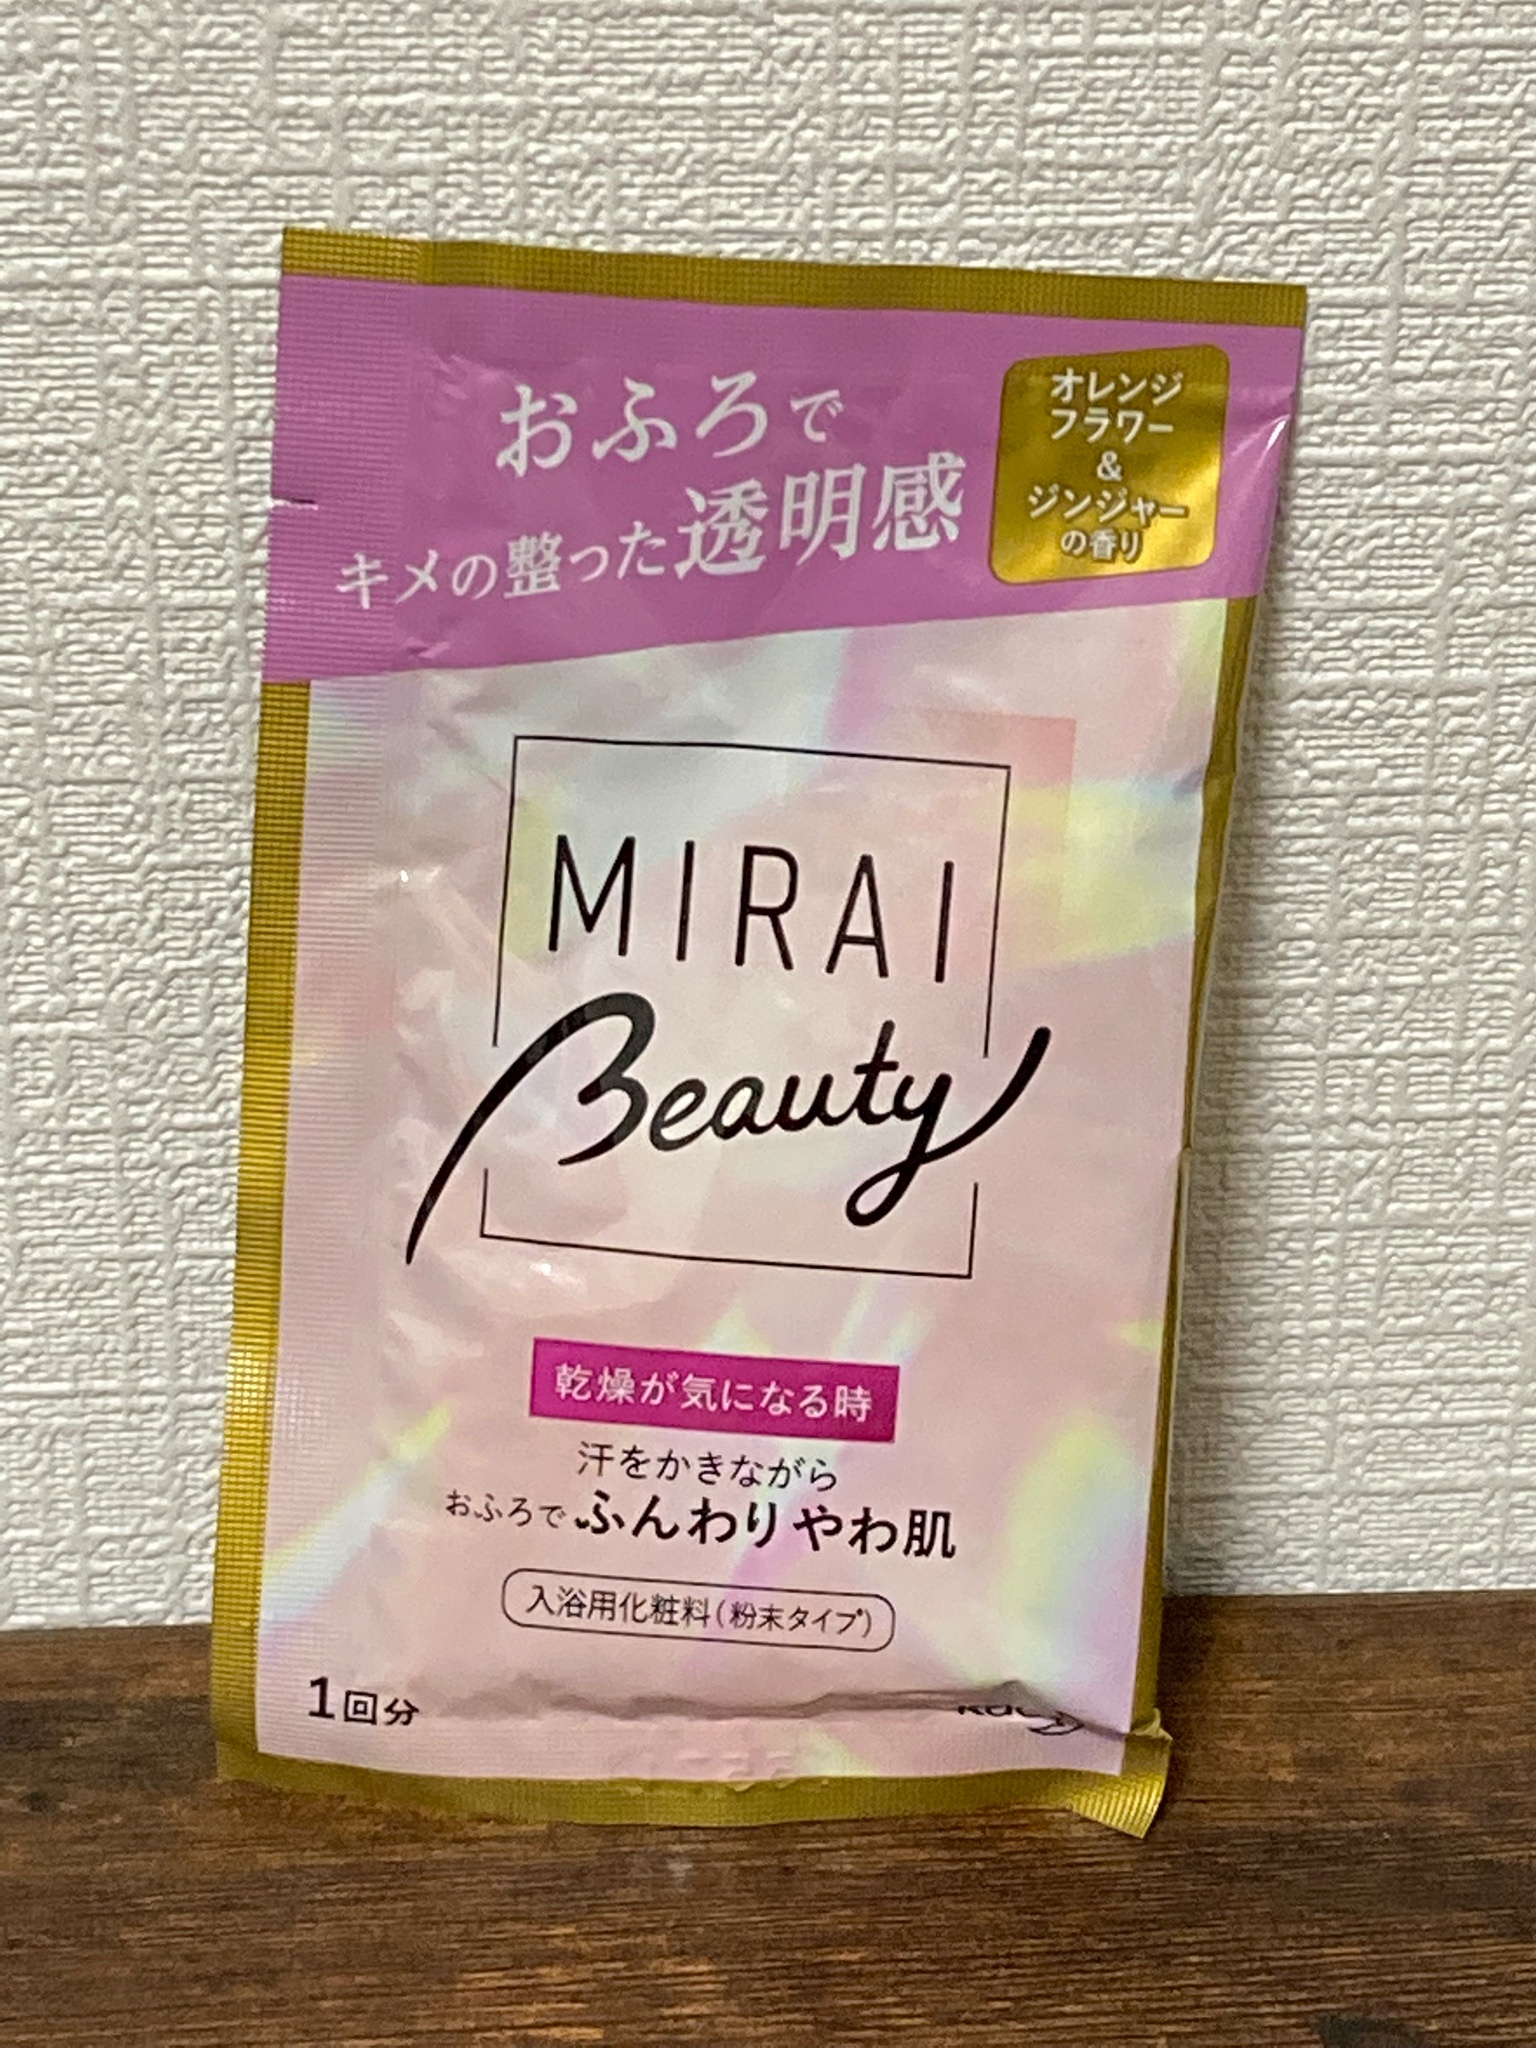 おふろで
キメの整った透明感
オレンジ
フラワー
&
ジンジャー
の香り
MIRAI
Beauty
乾燥が気になる時
汗をかきながら
おふろでふんわりやわ肌
入浴用化粧料(粉末タイプ)
1回分